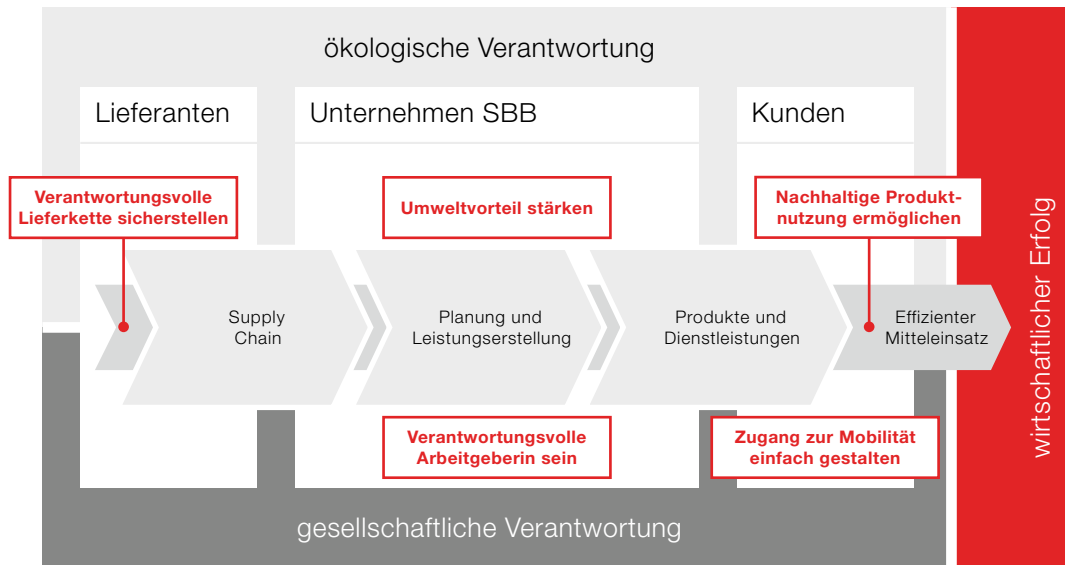 ökologische Verantwortung
Lieferanten
Unternehmen SBB
Kunden
Verantwortungsvolle
Lieferkette sicherstellen
Umweltvorteil stärken
Nachhaltige Produkt-
nutzung ermöglichen
Supply
Chain
Planung und
Leistungserstellung
Produkte und
Dienstleistungen
Effizienter
Mitteleinsatz
Verantwortungsvolle
Arbeitgeberin sein
Zugang zur Mobilität
einfach gestalten
gesellschaftliche Verantwortung
wirtschaftlicher Erfolg